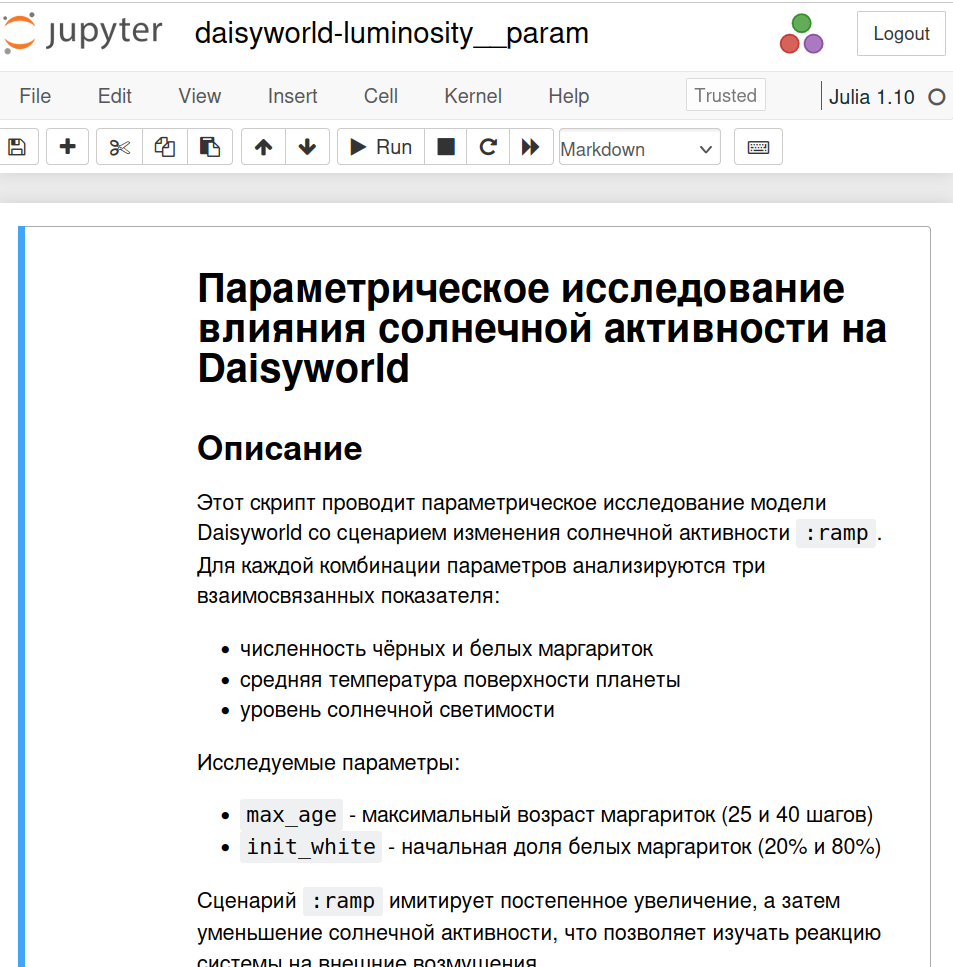 jupyter daisyworld-luminosity__param Logout
File Edit View Insert Cell Kernel Help Trusted Julia 1.10
Run Markdown
Параметрическое исследование
влияния солнечной активности на
Daisyworld
Описание
Этот скрипт проводит параметрическое исследование модели
Daisyworld со сценарием изменения солнечной активности :ramp .
Для каждой комбинации параметров анализируются три
взаимосвязанных показателя:
• численность чёрных и белых маргариток
• средняя температура поверхности планеты
• уровень солнечной светимости
Исследуемые параметры:
• max_age - максимальный возраст маргариток (25 и 40 шагов)
• init_white - начальная доля белых маргариток (20% и 80%)
Сценарий :ramp имитирует постепенное увеличение, а затем
уменьшение солнечной активности, что позволяет изучать реакцию
системы на внешние возмущения